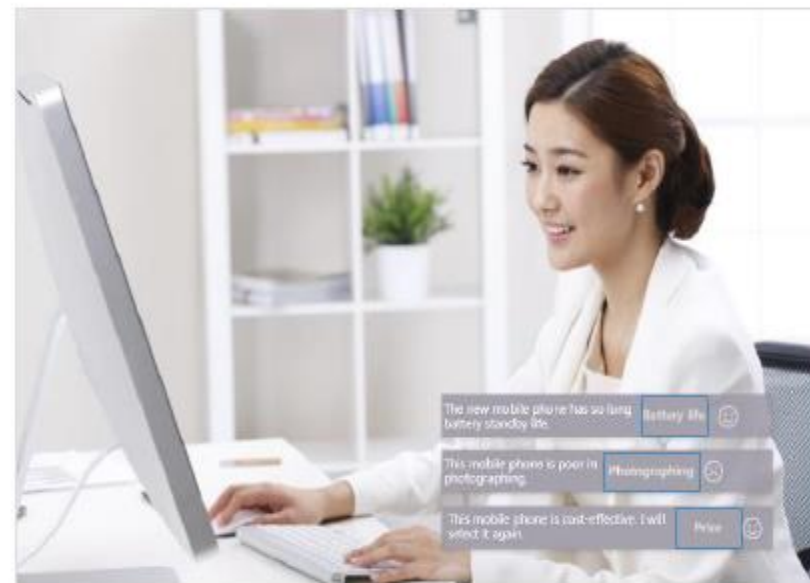 The new mobile phone has so long
battery standby life.
Battery life
This mobile phone is poor in
photographing.
Photographing
This mobile phone is cost-effective. I will
select it again.
Price